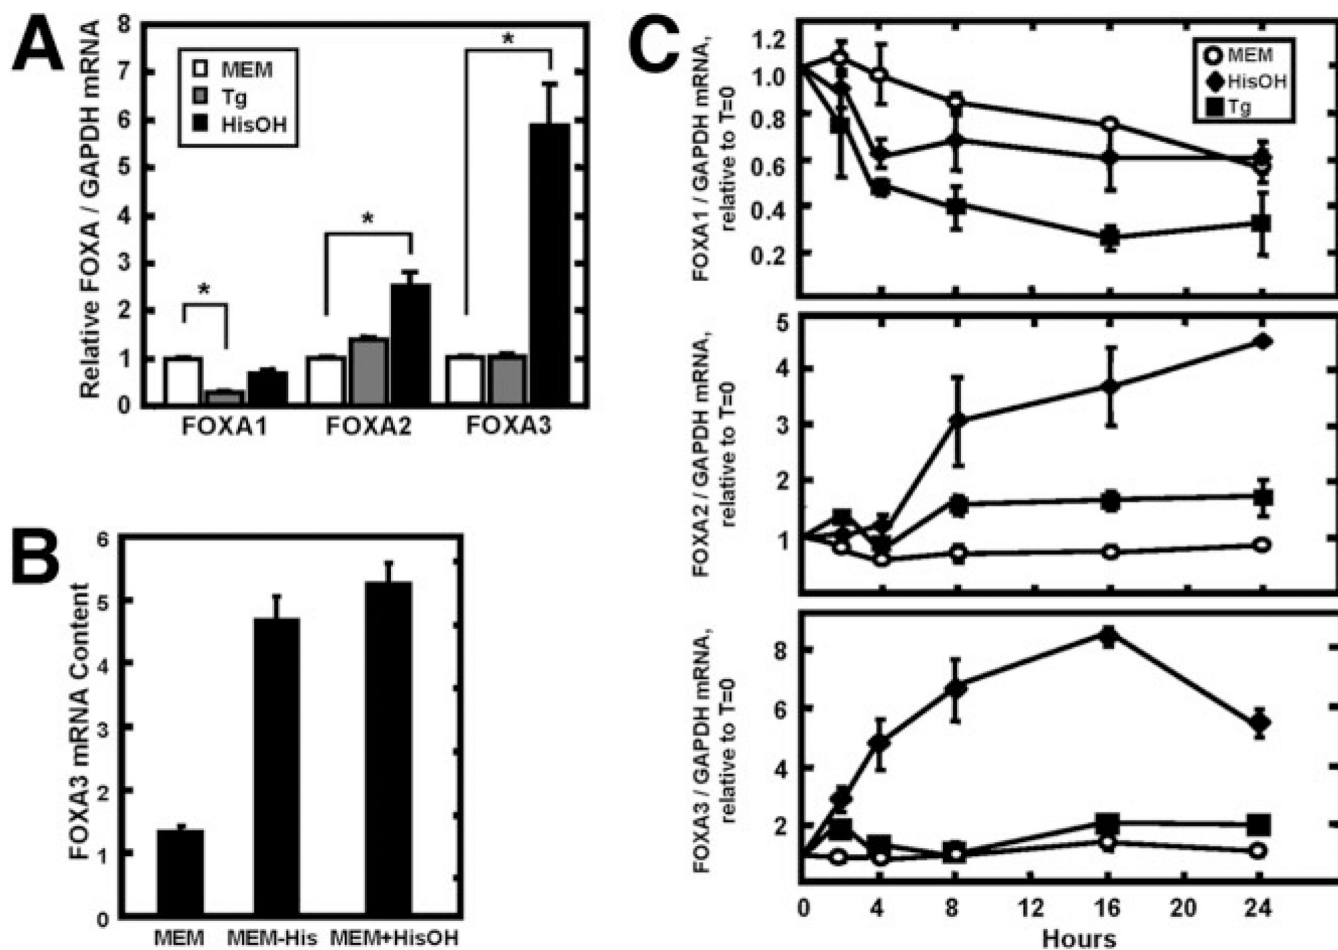 A
Relative FOXA / GAPDH mRNA
8
7
6
5
4
3
2
1
0
MEM
Tg
HisOH
*
*
*
FOXA1
FOXA2
FOXA3
B
FOXA3 mRNA Content
6
5
4
3
2
1
0
MEM
MEM-His
MEM+HisOH
C
FOXA1 / GAPDH mRNA,
relative to T=0
1.2
1.0
0.8
0.6
0.4
0.2
MEM
HisOH
Tg
FOXA2 / GAPDH mRNA,
relative to T=0
5
4
3
2
1
FOXA3 / GAPDH mRNA,
relative to T=0
8
6
4
2
0 4 8 12 16 20 24
Hours